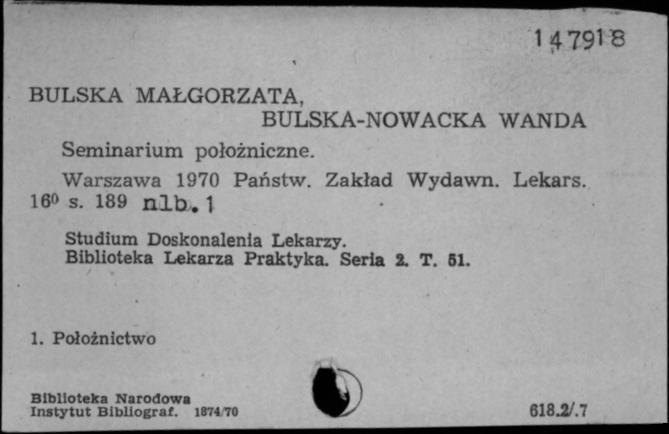 147918
BULSKA MAŁGORZATA,
BULSKA-NOWACKA WANDA
Seminarium położniczne.
Warszawa 1970 Państw. Zakład Wydawn. Lekars.
16⁰ s. 189 nlb. 1
Studium Doskonalenia Lekarzy.
Biblioteka Lekarza Praktyka. Seria 2. T. 51.
1. Położnictwo
Biblioteka Narodowa
Instytut Bibliograf. 1874/70
618.2/.7